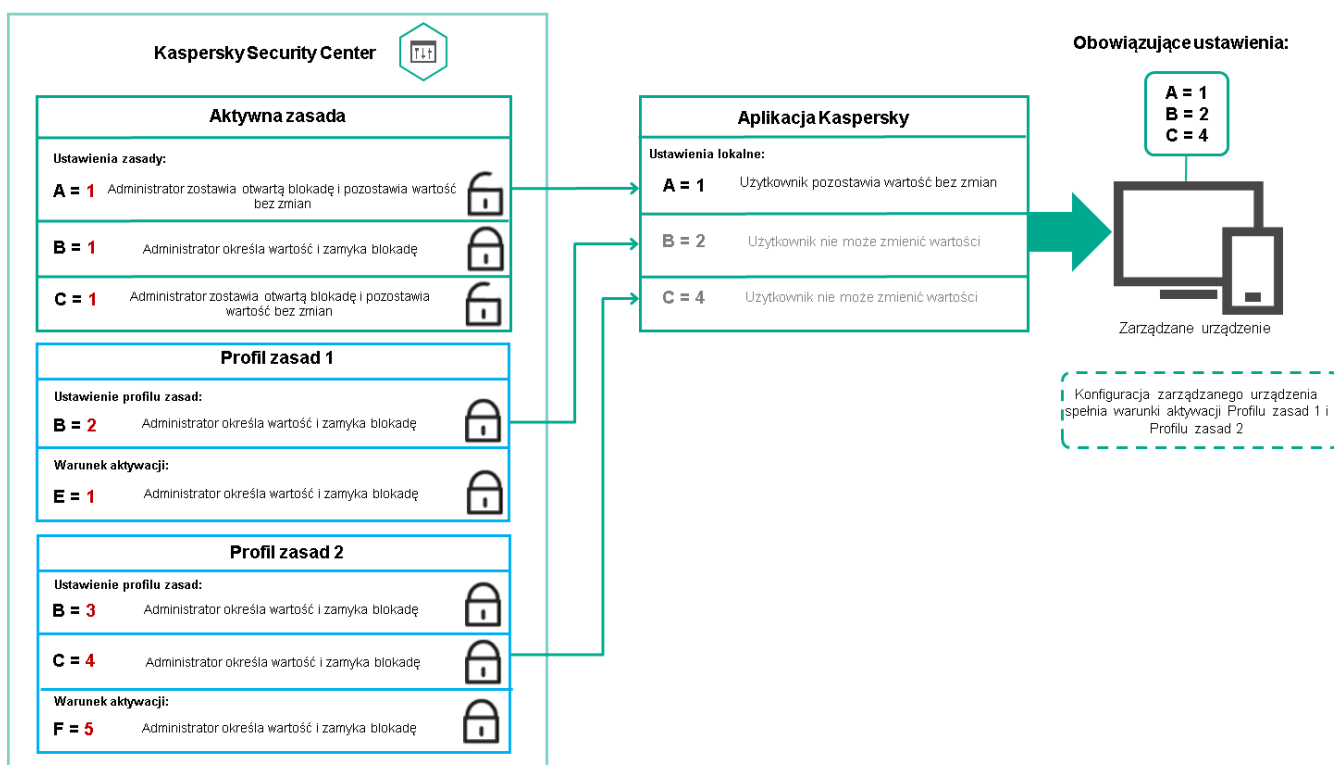 Kaspersky Security Center
Aktywna zasada
Ustawienia zasady:
A = 1 Administrator zostawia otwartą blokadę i pozostawia wartość
bez zmian
B = 1 Administrator określa wartość i zamyka blokadę
C = 1 Administrator zostawia otwartą blokadę i pozostawia
wartość bez zmian
Profil zasad 1
Ustawienie profilu zasad:
B = 2 Administrator określa wartość i zamyka blokadę
Warunek aktywacji:
E = 1 Administrator określa wartość i zamyka blokadę
Profil zasad 2
Ustawienie profilu zasad:
B = 3 Administrator określa wartość i zamyka blokadę
C = 4 Administrator określa wartość i zamyka blokadę
Warunek aktywacji:
F = 5 Administrator określa wartość i zamyka blokadę
Aplikacja Kaspersky
Ustawienia lokalne:
A = 1 Użytkownik pozostawia wartość bez zmian
B = 2 Użytkownik nie może zmienić wartości
C = 4 Użytkownik nie może zmienić wartości
Obowiązujące ustawienia:
A = 1
B = 2
C = 4
Zarządzane urządzenie
Konfiguracja zarządzanego urządzenia
spełnia warunki aktywacji Profilu zasad 1 i
Profilu zasad 2